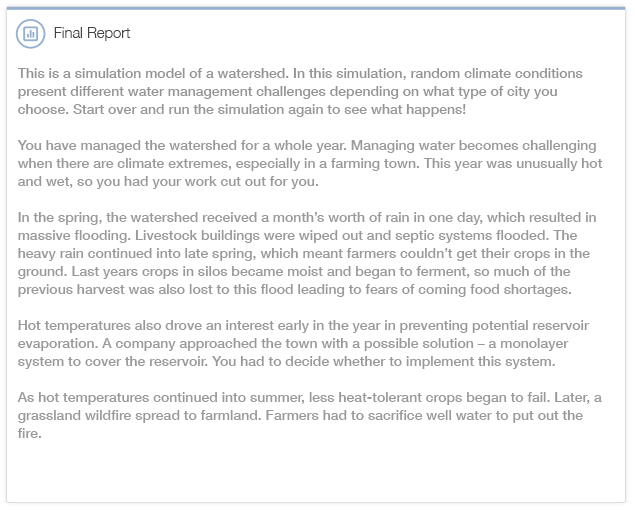 Final Report
This is a simulation model of a watershed. In this simulation, random climate conditions
present different water management challenges depending on what type of city you
choose. Start over and run the simulation again to see what happens!
You have managed the watershed for a whole year. Managing water becomes challenging
when there are climate extremes, especially in a farming town. This year was unusually hot
and wet, so you had your work cut out for you.
In the spring, the watershed received a month's worth of rain in one day, which resulted in
massive flooding. Livestock buildings were wiped out and septic systems flooded. The
heavy rain continued into late spring, which meant farmers couldn't get their crops in the
ground. Last years crops in silos became moist and began to ferment, so much of the
previous harvest was also lost to this flood leading to fears of coming food shortages.
Hot temperatures also drove an interest early in the year in preventing potential reservoir
evaporation. A company approached the town with a possible solution – a monolayer
system to cover the reservoir. You had to decide whether to implement this system.
As hot temperatures continued into summer, less heat-tolerant crops began to fail. Later, a
grassland wildfire spread to farmland. Farmers had to sacrifice well water to put out the
fire.